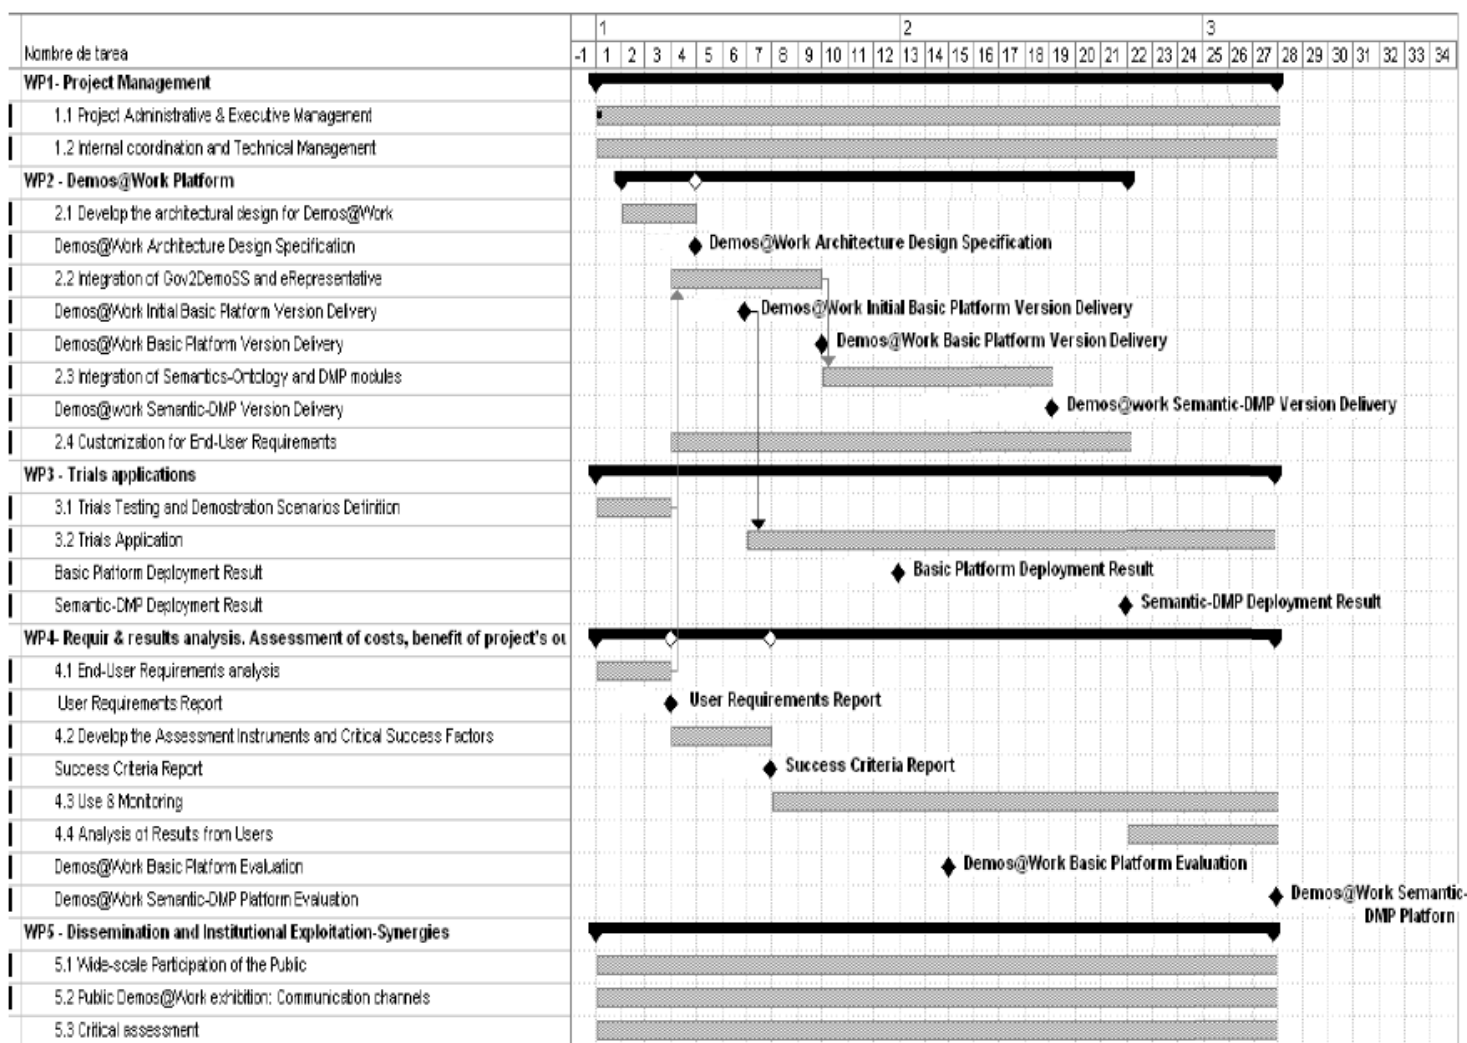 1 2 3
Nombre de tarea -1 1 2 3 4 5 6 7 8 9 10 11 12 13 14 15 16 17 18 19 20 21 22 23 24 25 26 27 28 29 30 31 32 33 34
WP1- Project Management
1.1 Project Administrative & Executive Management
1.2 Internal coordination and Technical Management
WP2 - Demos@Work Platform
2.1 Develop the architectural design for Demos@Work
Demos@Work Architecture Design Specification Demos@Work Architecture Design Specification
2.2 Integration of Gov2DemoSS and eRepresentative
Demos@Work Initial Basic Platform Version Delivery Demos@Work Initial Basic Platform Version Delivery
Demos@Work Basic Platform Version Delivery Demos@Work Basic Platform Version Delivery
2.3 Integration of Semantics-Ontology and DMP modules
Demos@work Semantic-DMP Version Delivery Demos@work Semantic-DMP Version Delivery
2.4 Customization for End-User Requirements
WP3 - Trials applications
3.1 Trials Testing and Demostration Scenarios Definition
3.2 Trials Application
Basic Platform Deployment Result Basic Platform Deployment Result
Semantic-DMP Deployment Result Semantic-DMP Deployment Result
WP4- Requir & results analysis. Assessment of costs, benefit of project's ou
4.1 End-User Requirements analysis
User Requirements Report User Requirements Report
4.2 Develop the Assessment Instruments and Critical Success Factors
Success Criteria Report Success Criteria Report
4.3 Use & Monitoring
4.4 Analysis of Results from Users
Demos@Work Basic Platform Evaluation Demos@Work Basic Platform Evaluation
Demos@Work Semantic-DMP Platform Evaluation Demos@Work Semantic-
DMP Platforn
WP5 - Dissemination and Institutional Exploitation-Synergies
5.1 Wide-scale Participation of the Public
5.2 Public Demos@Work exhibition: Communication channels
5.3 Critical assessment